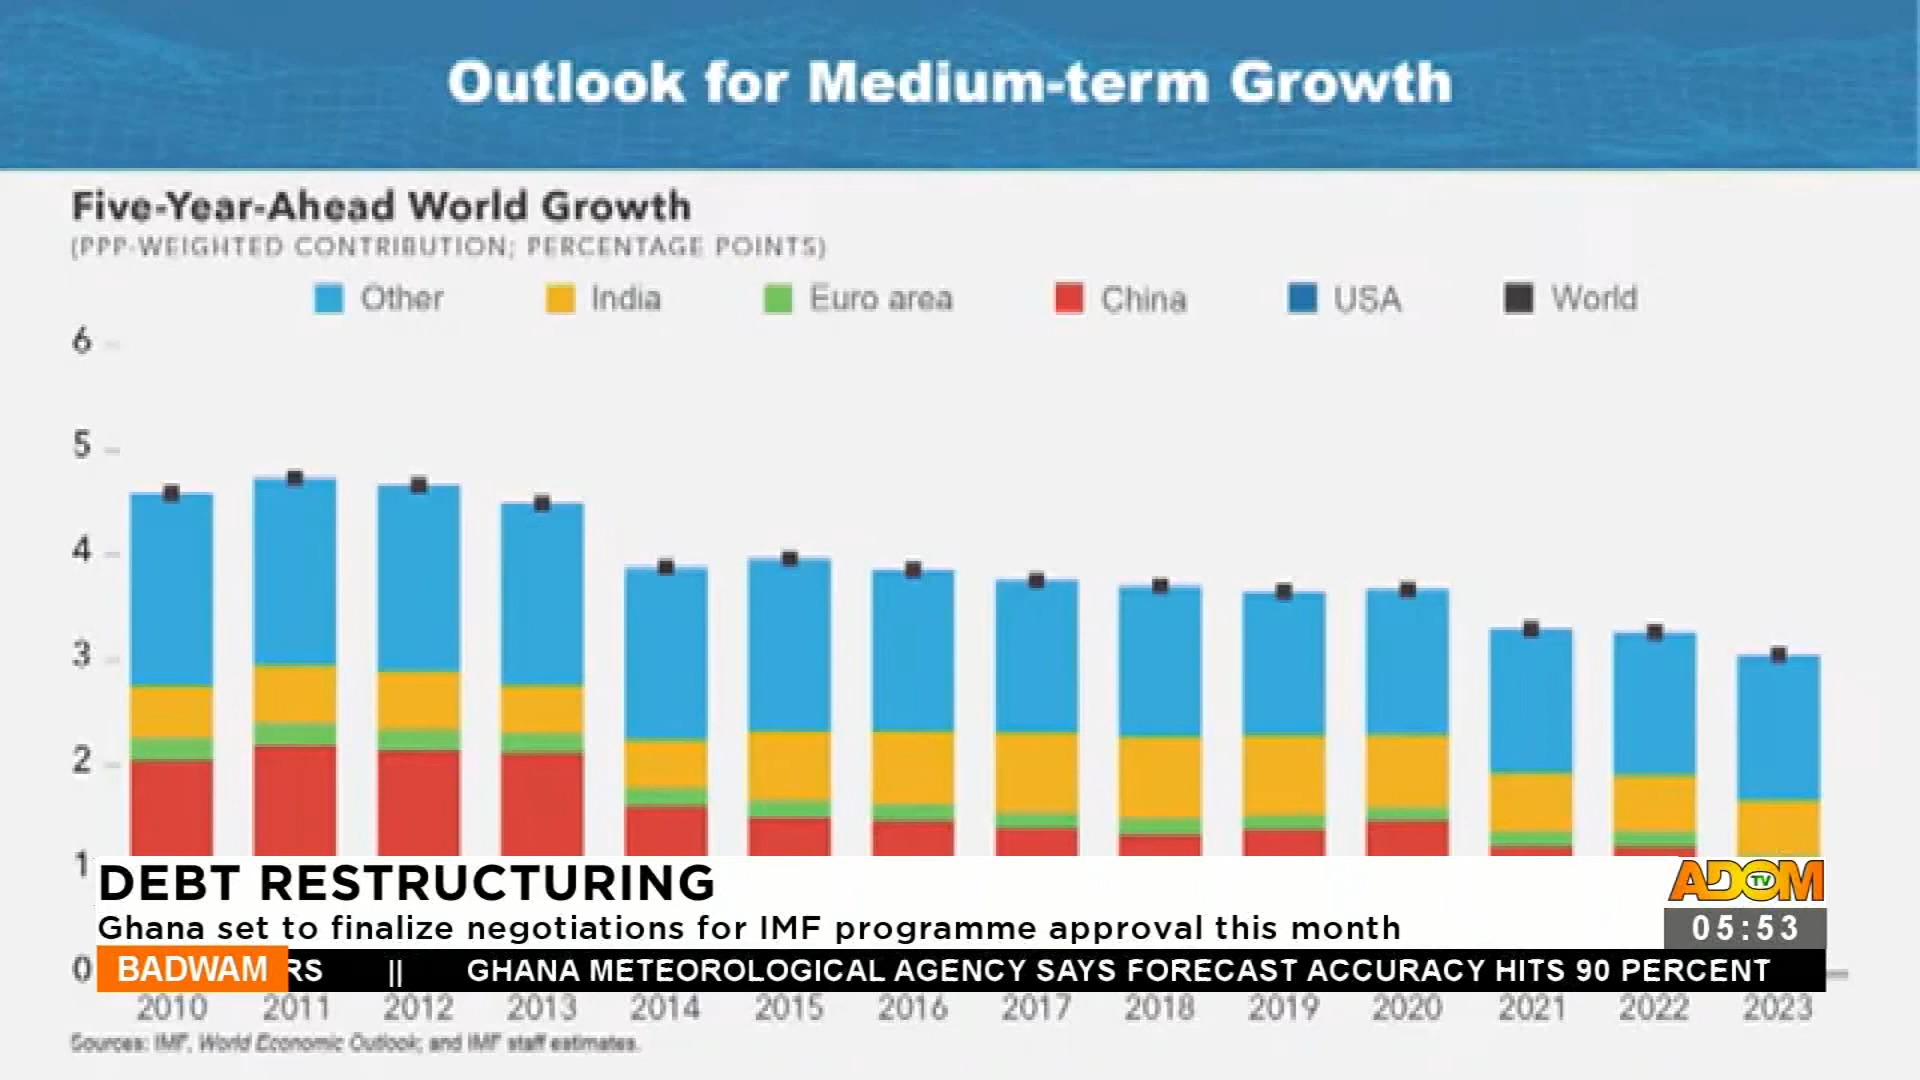 Outlook for Medium-term Growth
Five-Year-Ahead World Growth
(PPP-WEIGHTED CONTRIBUTION; PERCENTAGE POINTS)
Other India Euro area China USA World
6
5
4
3
2
1
DEBT RESTRUCTURING
ADOM TV
Ghana set to finalize negotiations for IMF programme approval this month
05:53
0
BADWAM RS || GHANA METEOROLOGICAL AGENCY SAYS FORECAST ACCURACY HITS 90 PERCENT
2010 2011 2012 2013 2014 2015 2016 2017 2018 2019 2020 2021 2022 2023
Sources: IMF, World Economic Outlook; and IMF staff estimates.